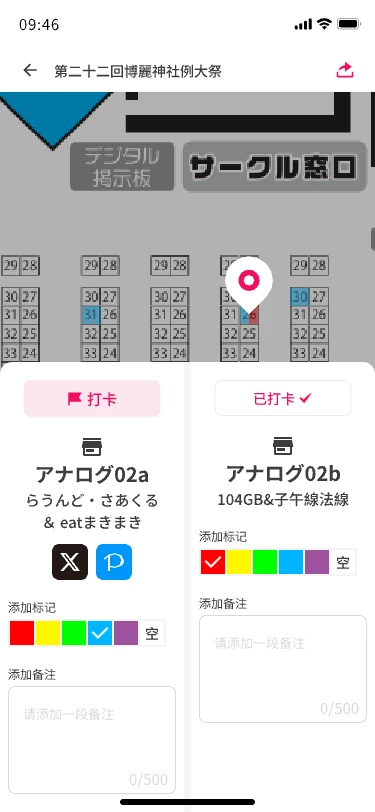 09:46
第二十二回博麗神社例大祭
デジタル
掲示板
サークル窓口
29 28 29 28 29 28 29 28 29 28
30 27 30 27 30 27 30 30 27
31 26 31 26 31 26 31 26 31 26
32 25 32 25 32 25 32 25 32 25
33 24 33 24 33 24 33 24 33 24
打卡
アナログ02a
らうんど・さあくる
& eatまきまき
添加标记
空
添加备注
请添加一段备注
0/500
已打卡
アナログ02b
104GB&子午線法線
添加标记
空
添加备注
请添加一段备注
0/500